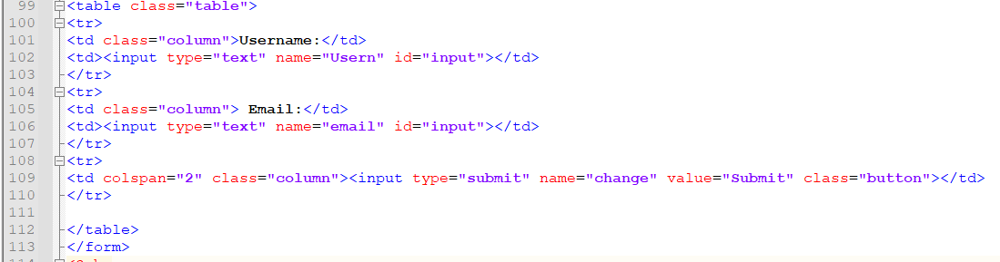 99 <table class="table">
100 <tr>
101 <td class="column">Username:</td>
102 <td><input type="text" name="Usern" id="input"></td>
103 </tr>
104 <tr>
105 <td class="column"> Email:</td>
106 <td><input type="text" name="email" id="input"></td>
107 </tr>
108 <tr>
109 <td colspan="2" class="column"><input type="submit" name="change" value="Submit" class="button"></td>
110 </tr>
111
112 </table>
113 </form>